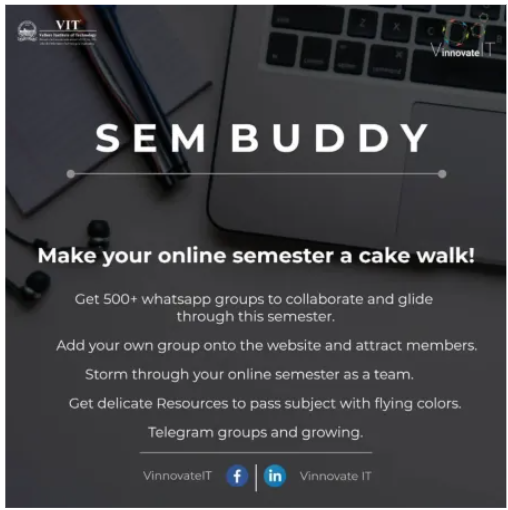 VIT
Vellore Institute of Technology
VinnovateIT
SEM BUDDY
Make your online semester a cake walk!
Get 500+ whatsapp groups to collaborate and glide
through this semester.
Add your own group onto the website and attract members.
Storm through your online semester as a team.
Get delicate Resources to pass subject with flying colors.
Telegram groups and growing.
VinnovateIT f in Vinnovate IT